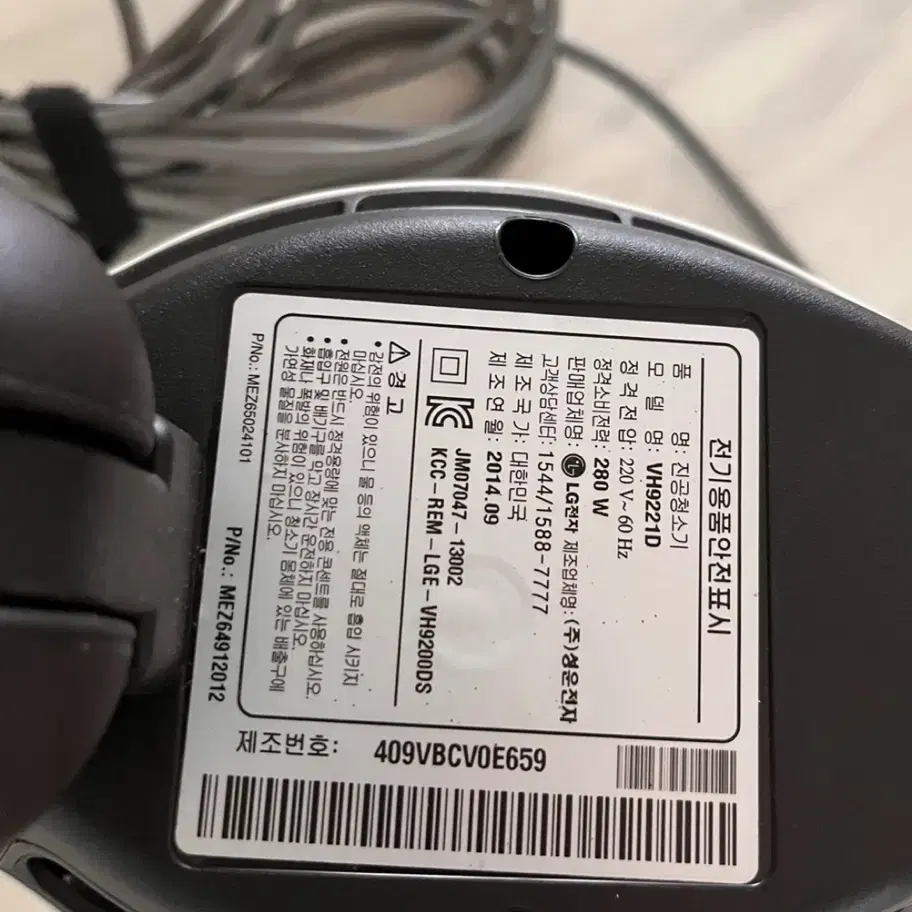 전기용품안전표시
품 명: 진공청소기
모 델 명: VH9221D
정 격 전 압: 220 V~ 60 Hz
정격소비전력: 280 W
판매업체명: LG전자 제조업체명: (주)성운전자
고객상담센터: 1544/1588-7777
제 조 국 가: 대한민국
제 조 연 월: 2014.09
JM07047-13002
KCC-REM-LGE-VH9200DS
경 고
• 감전의 위험이 있으니 물 등의 액체는 절대로 흡입 시키지
마십시오.
• 전원은 반드시 정격용량에 맞는 전용 콘센트를 사용하십시오.
• 흡입구 및 배기구를 막고 장시간 운전하지 마십시오.
• 화재나 폭발의 위험이 있으니 청소기 몸체에 있는 배출구에
가연성 물질을 분사하지 마십시오.
P/No.: MEZ65024101
P/No.: MEZ64912012
제조번호: 409VBCV0E659